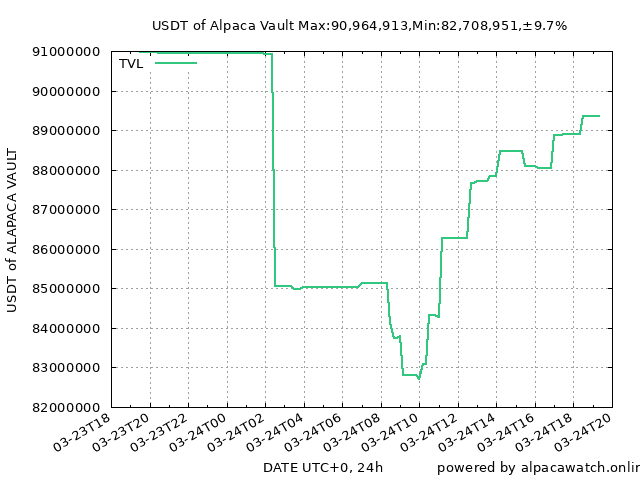 USDT of Alpaca Vault Max:90,964,913,Min:82,708,951,±9.7%
TVL
USDT of ALAPACA VAULT
91000000
90000000
89000000
88000000
87000000
86000000
85000000
84000000
83000000
82000000
03-23T18
03-23T20
03-23T22
03-24T00
03-24T02
03-24T04
03-24T06
03-24T08
03-24T10
03-24T12
03-24T14
03-24T16
03-24T18
03-24T20
DATE UTC+0, 24h
powered by alpacawatch.onlin